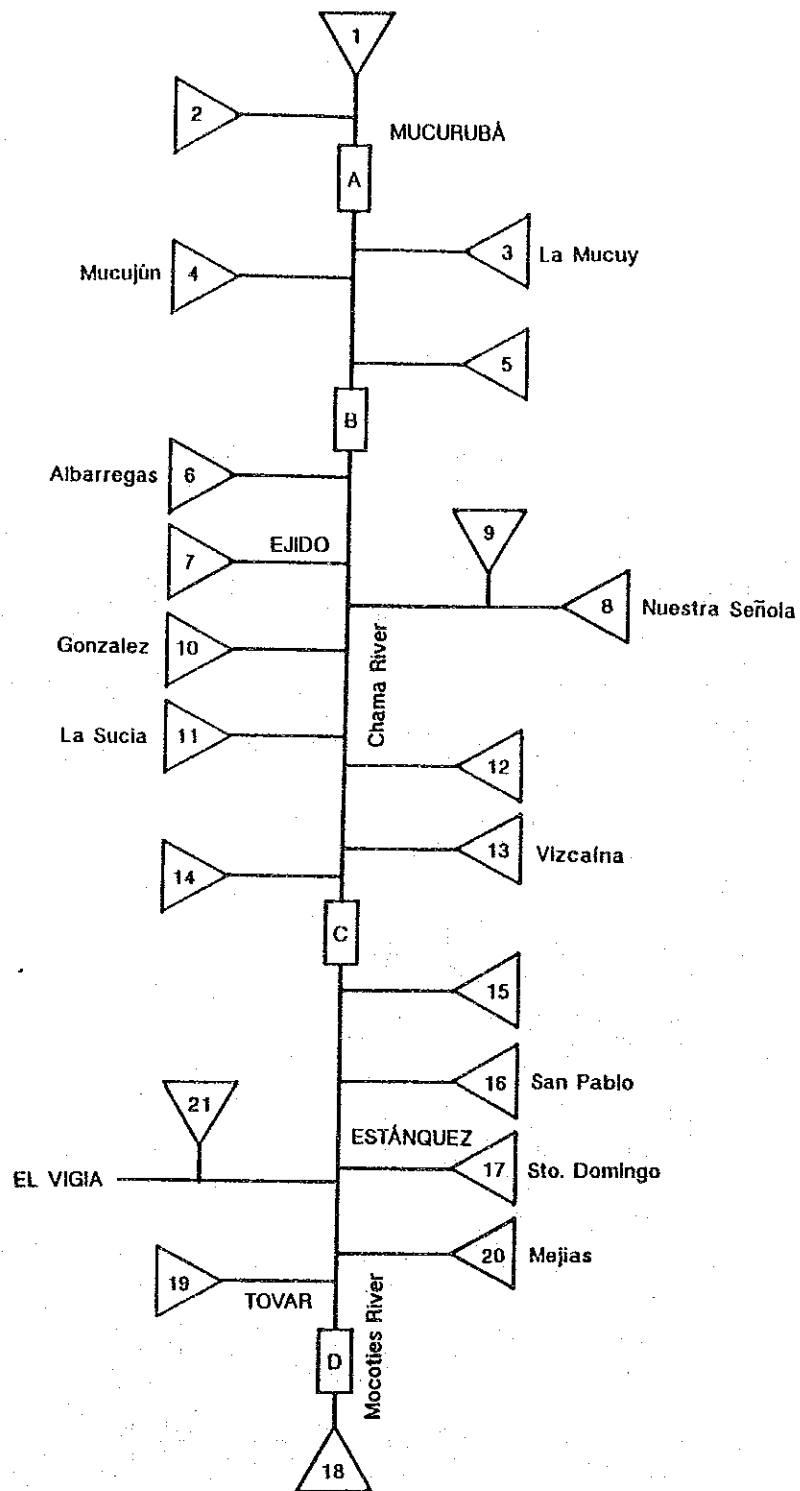 1
2
MUCURUBÁ
A
3 La Mucuy
Mucujún 4
5
B
Albarregas 6
9
EJIDO
7
8 Nuestra Señola
Gonzalez 10
Chama River
La Sucia 11
12
13 Vizcaína
14
C
15
16 San Pablo
21
ESTÁNQUEZ
17 Sto. Domingo
EL VIGIA
20 Mejias
19
TOVAR
Mocoties River
D
18